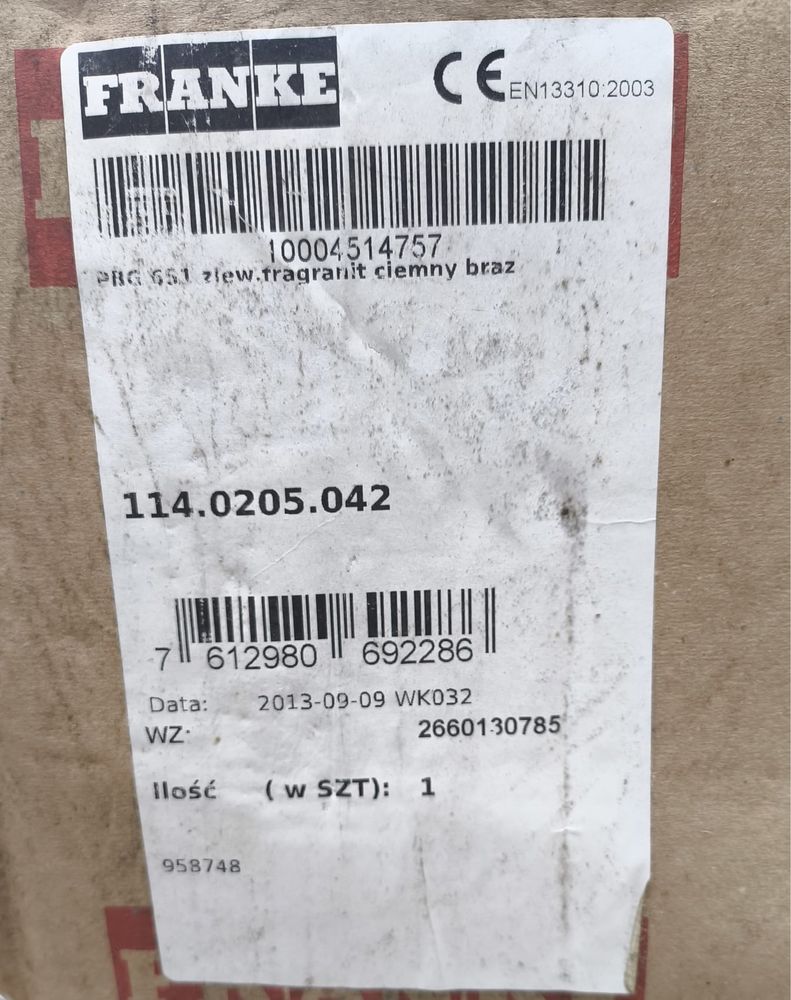 FRANKE
CE EN13310:2003
10004514757
PBG 651 zlew.fragranit ciemny braz
114.0205.042
7 612980 692286
Data: 2013-09-09 WK032
WZ: 2660130785
Ilość ( w SZT): 1
958748